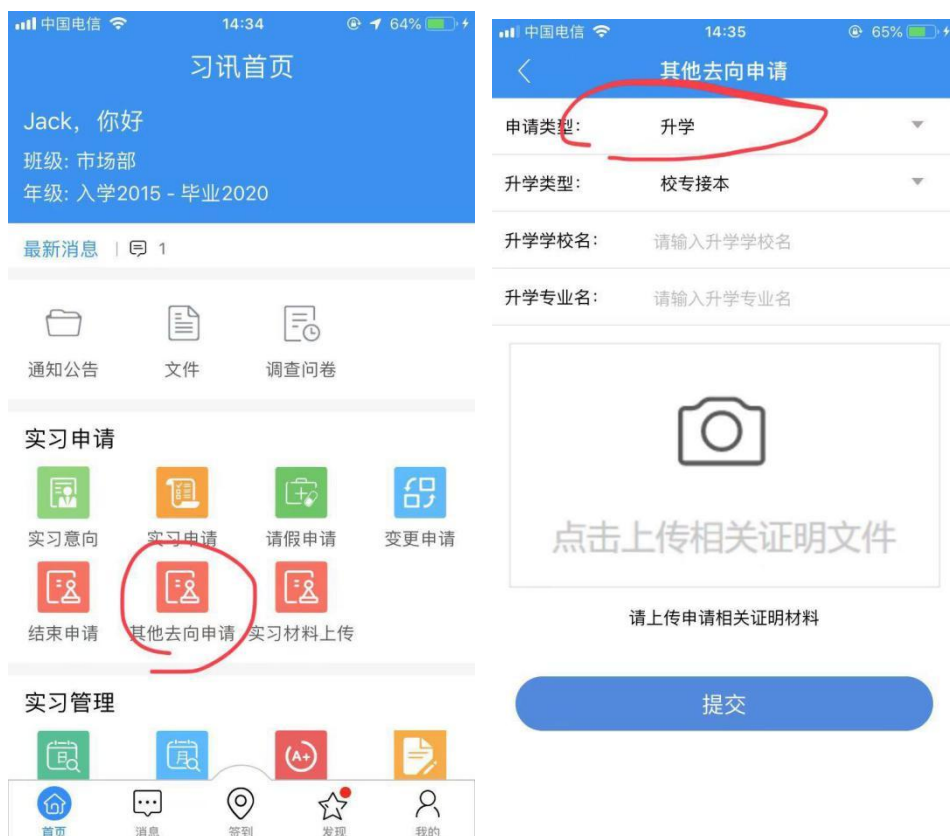 中国电信 14:34 64%
习讯首页
Jack，你好
班级: 市场部
年级: 入学2015 - 毕业2020
最新消息 1
通知公告 文件 调查问卷
实习申请
实习意向 实习申请 请假申请 变更申请
结束申请 其他去向申请 实习材料上传
实习管理
日 月 A+
首页 消息 签到 发现 我的
中国电信 14:35 65%
其他去向申请
申请类型: 升学
升学类型: 校专接本
升学学校名: 请输入升学学校名
升学专业名: 请输入升学专业名
点击上传相关证明文件
请上传申请相关证明材料
提交